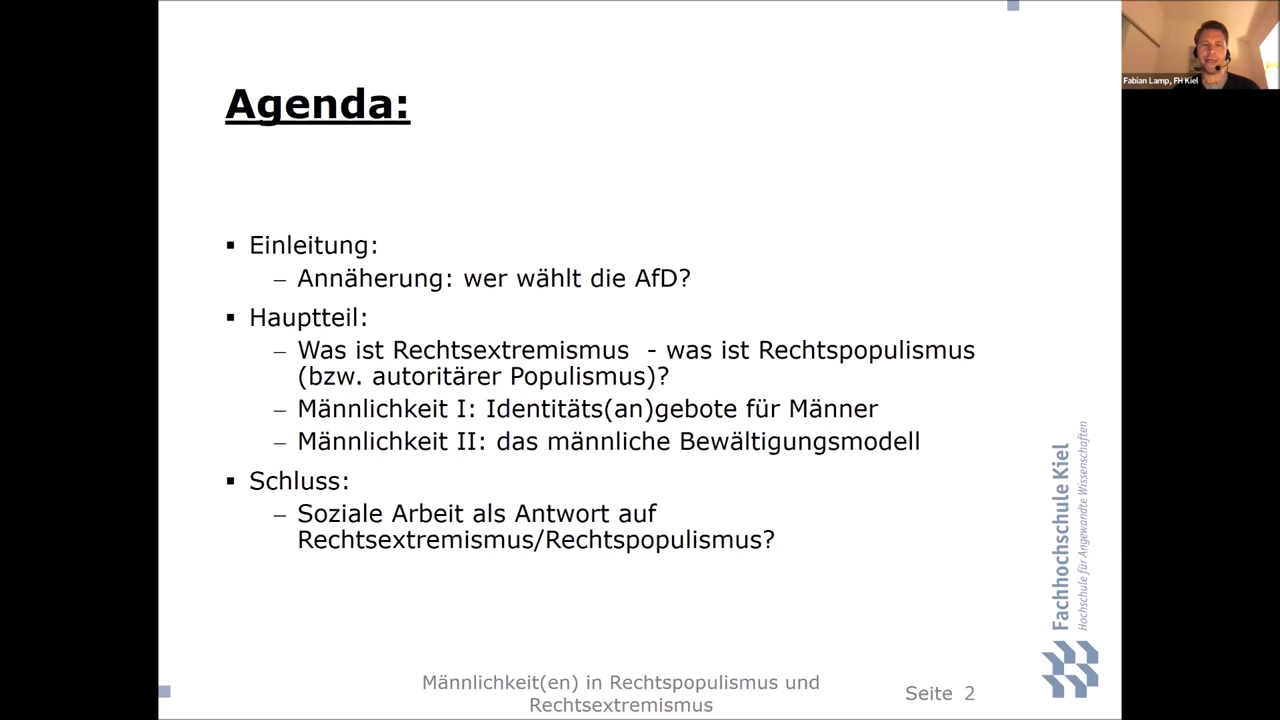 Fabian Lamp, FH Kiel
Agenda:
▪ Einleitung:
– Annäherung: wer wählt die AfD?
▪ Hauptteil:
– Was ist Rechtsextremismus - was ist Rechtspopulismus
(bzw. autoritärer Populismus)?
– Männlichkeit I: Identitäts(an)gebote für Männer
– Männlichkeit II: das männliche Bewältigungsmodell
▪ Schluss:
– Soziale Arbeit als Antwort auf
Rechtsextremismus/Rechtspopulismus?
Fachhochschule Kiel
Hochschule für Angewandte Wissenschaften
Männlichkeit(en) in Rechtspopulismus und
Rechtsextremismus
Seite 2